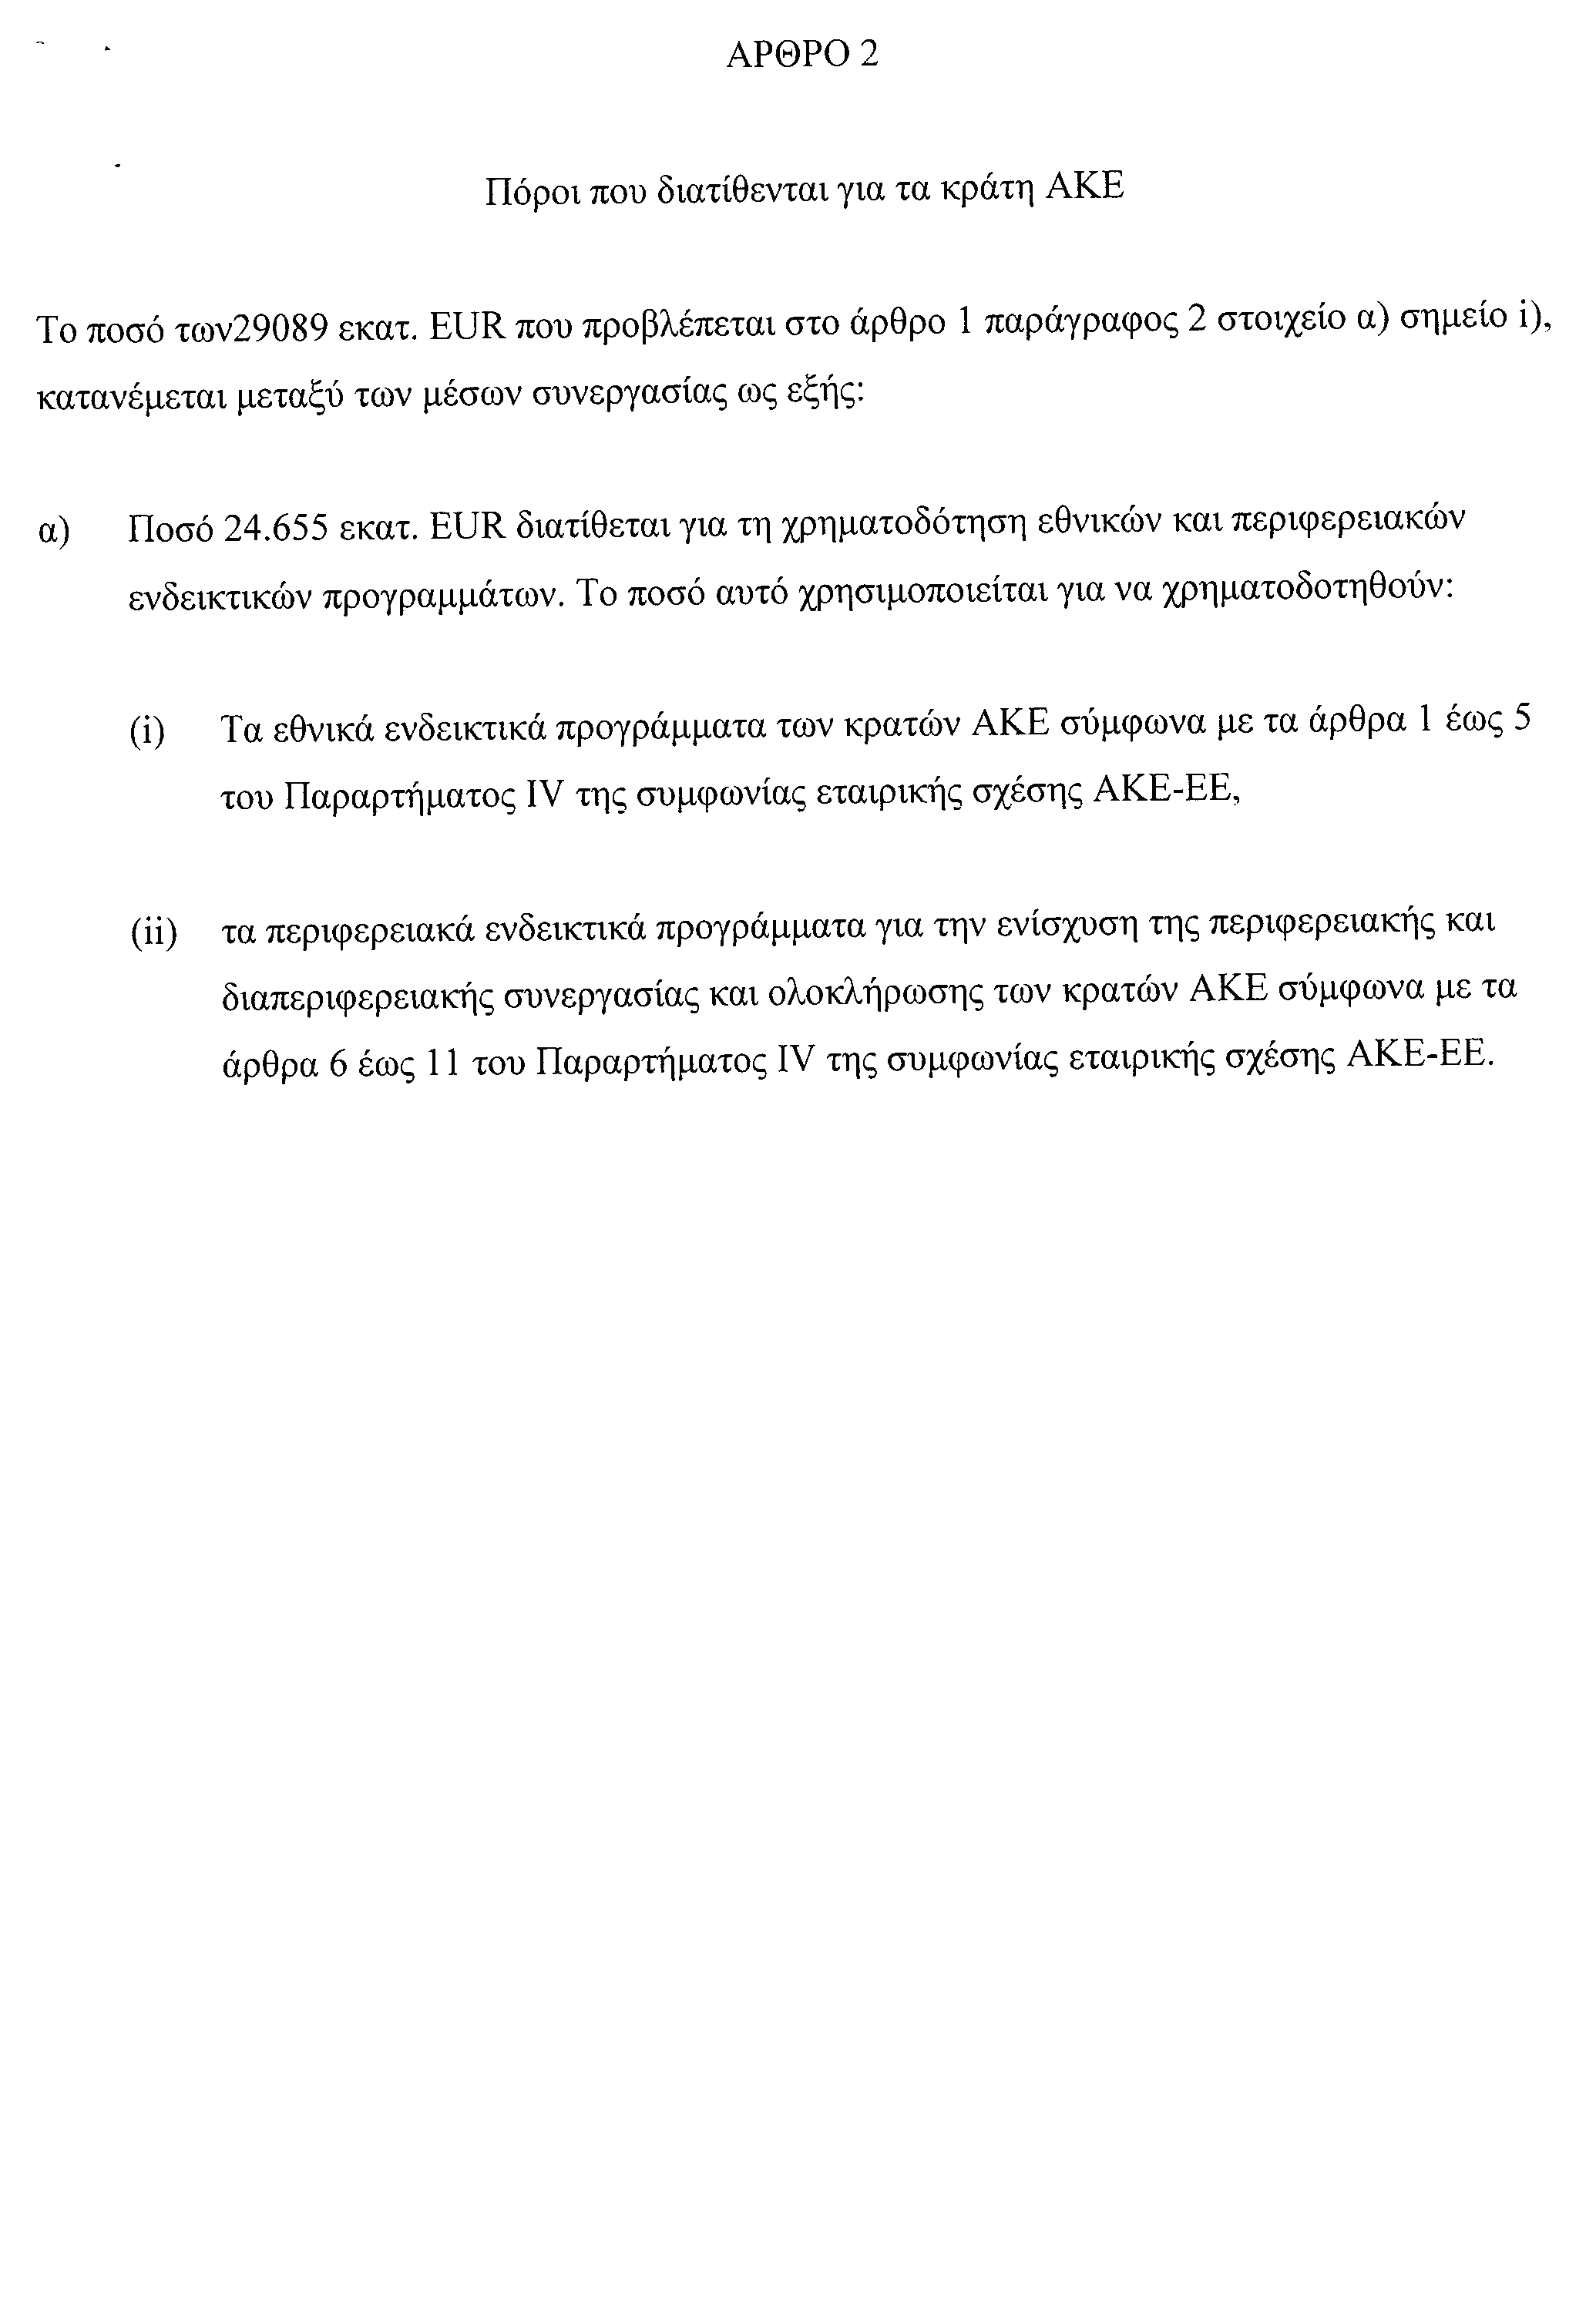 ΑΡΘΡΟ 2
Πόροι που διατίθενται για τα κράτη ΑΚΕ
Το ποσό των29089 εκατ. EUR που προβλέπεται στο άρθρο 1 παράγραφος 2 στοιχείο α) σημείο i),
κατανέμεται μεταξύ των μέσων συνεργασίας ως εξής:
α) Ποσό 24.655 εκατ. EUR διατίθεται για τη χρηματοδότηση εθνικών και περιφερειακών
ενδεικτικών προγραμμάτων. Το ποσό αυτό χρησιμοποιείται για να χρηματοδοτηθούν:
(i) Τα εθνικά ενδεικτικά προγράμματα των κρατών ΑΚΕ σύμφωνα με τα άρθρα 1 έως 5
του Παραρτήματος IV της συμφωνίας εταιρικής σχέσης ΑΚΕ-ΕΕ,
(ii) τα περιφερειακά ενδεικτικά προγράμματα για την ενίσχυση της περιφερειακής και
διαπεριφερειακής συνεργασίας και ολοκλήρωσης των κρατών ΑΚΕ σύμφωνα με τα
άρθρα 6 έως 11 του Παραρτήματος IV της συμφωνίας εταιρικής σχέσης ΑΚΕ-ΕΕ.